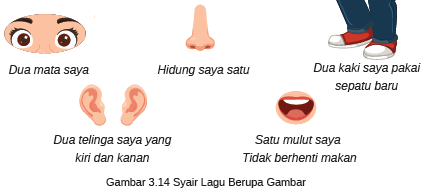 Dua mata saya
Hidung saya satu
Dua kaki saya pakai
sepatu baru
Dua telinga saya yang
kiri dan kanan
Satu mulut saya
Tidak berhenti makan
Gambar 3.14 Syair Lagu Berupa Gambar